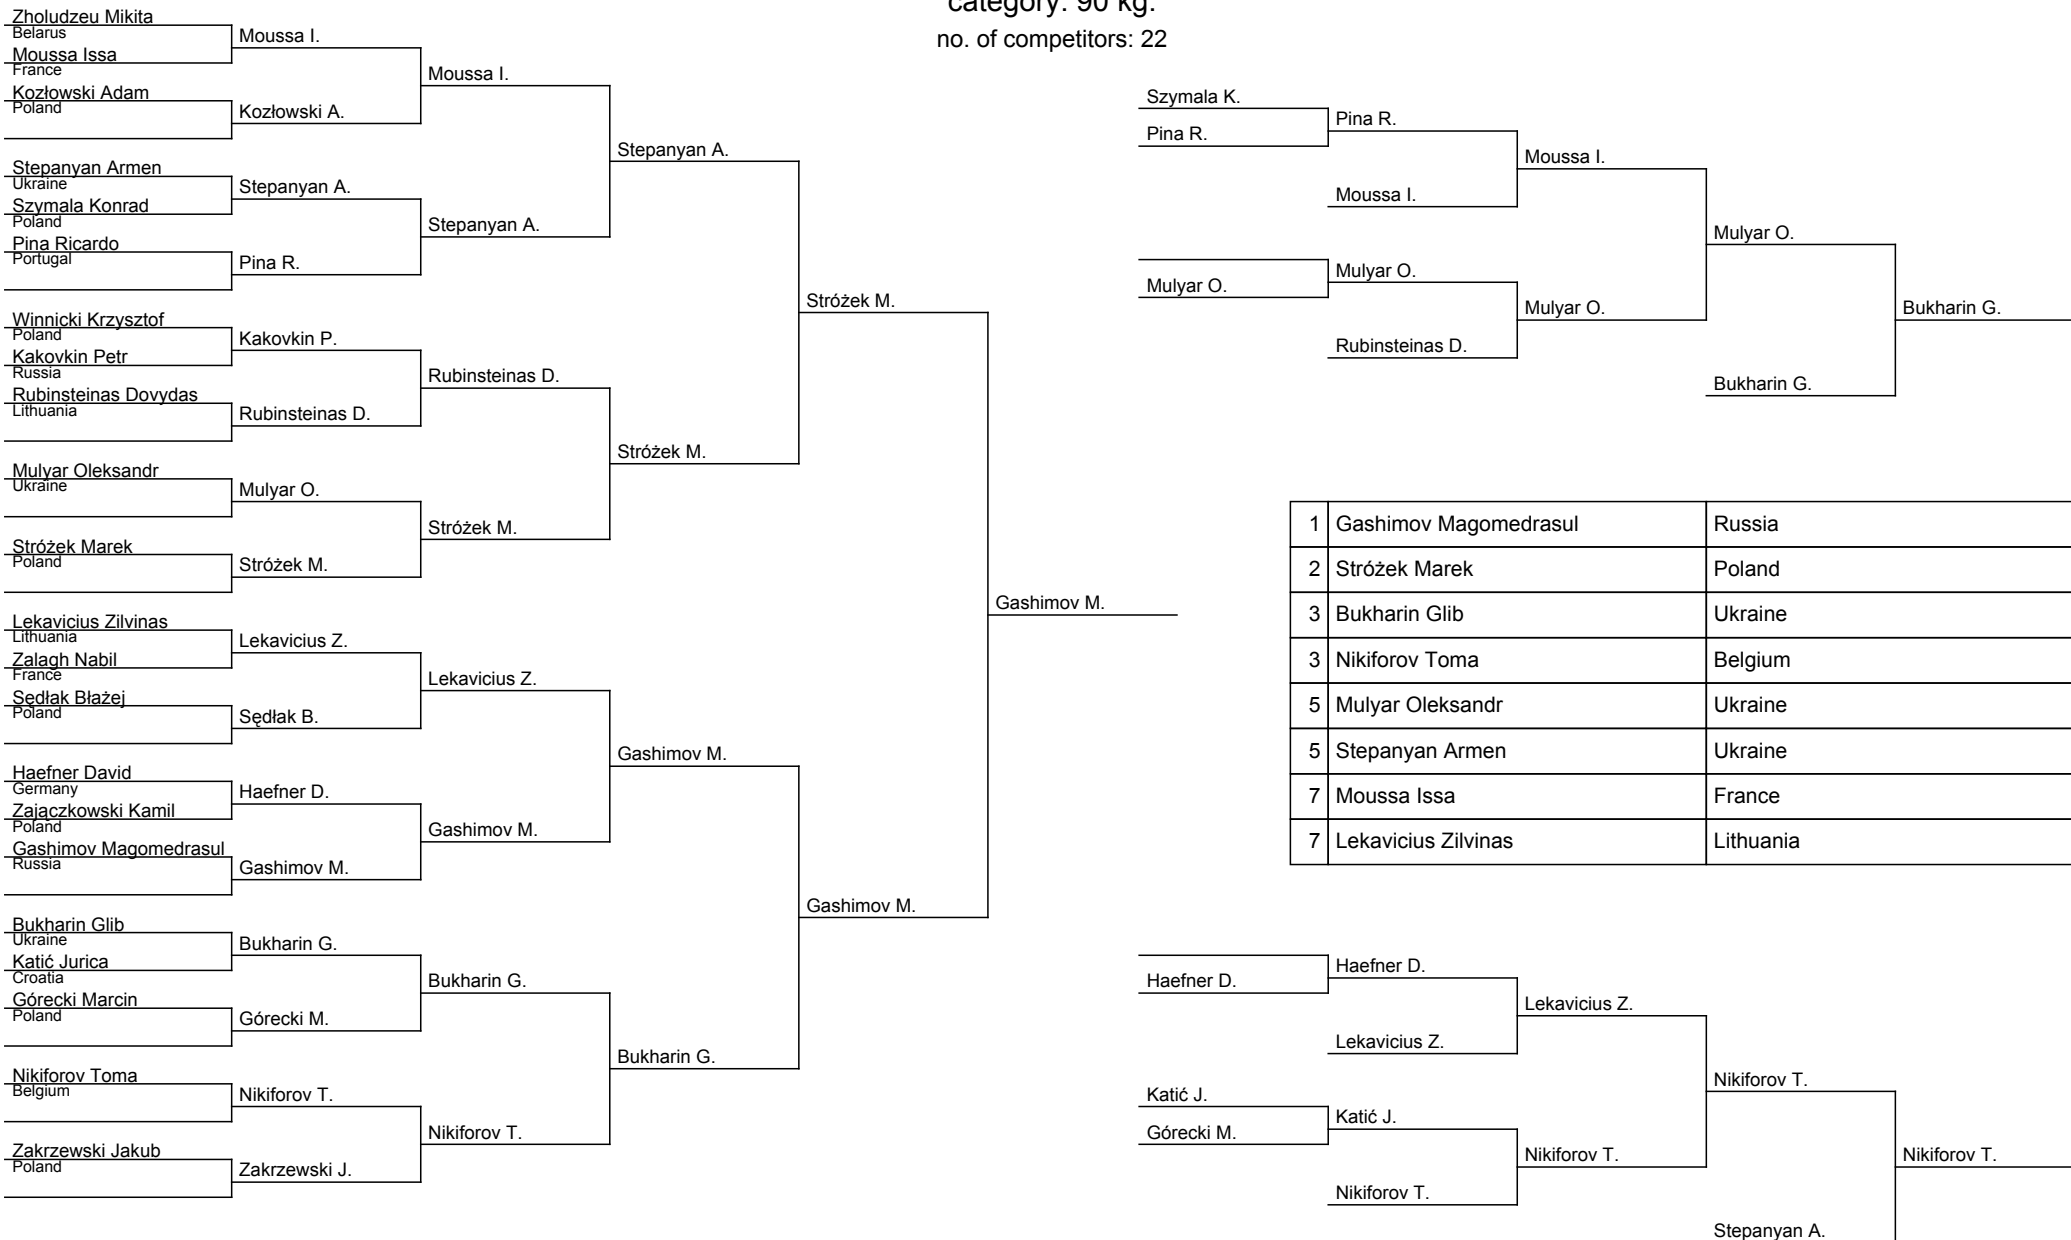 category: 90 kg.
no. of competitors: 22
Zholudzeu Mikita
Belarus
Moussa Issa
France
Kozłowski Adam
Poland
Stepanyan Armen
Ukraine
Szymala Konrad
Poland
Pina Ricardo
Portugal
Winnicki Krzysztof
Poland
Kakovkin Petr
Russia
Rubinsteinas Dovydas
Lithuania
Mulyar Oleksandr
Ukraine
Stróżek Marek
Poland
Lekavicius Zilvinas
Lithuania
Zalagh Nabil
France
Sędłak Błażej
Poland
Haefner David
Germany
Zajączkowski Kamil
Poland
Gashimov Magomedrasul
Russia
Bukharin Glib
Ukraine
Katić Jurica
Croatia
Górecki Marcin
Poland
Nikiforov Toma
Belgium
Zakrzewski Jakub
Poland
Moussa I.
Kozłowski A.
Stepanyan A.
Pina R.
Kakovkin P.
Rubinsteinas D.
Mulyar O.
Stróżek M.
Lekavicius Z.
Sędłak B.
Haefner D.
Gashimov M.
Bukharin G.
Górecki M.
Nikiforov T.
Zakrzewski J.
Moussa I.
Stepanyan A.
Rubinsteinas D.
Stróżek M.
Lekavicius Z.
Gashimov M.
Bukharin G.
Nikiforov T.
Stepanyan A.
Stróżek M.
Gashimov M.
Bukharin G.
Stróżek M.
Gashimov M.
Gashimov M.
Szymala K.
Pina R.
Mulyar O.
Pina R.
Moussa I.
Mulyar O.
Rubinsteinas D.
Moussa I.
Mulyar O.
Mulyar O.
Bukharin G.
Bukharin G.
1 Gashimov Magomedrasul Russia
2 Stróżek Marek Poland
3 Bukharin Glib Ukraine
3 Nikiforov Toma Belgium
5 Mulyar Oleksandr Ukraine
5 Stepanyan Armen Ukraine
7 Moussa Issa France
7 Lekavicius Zilvinas Lithuania
Haefner D.
Katić J.
Górecki M.
Haefner D.
Lekavicius Z.
Katić J.
Nikiforov T.
Lekavicius Z.
Nikiforov T.
Nikiforov T.
Stepanyan A.
Nikiforov T.